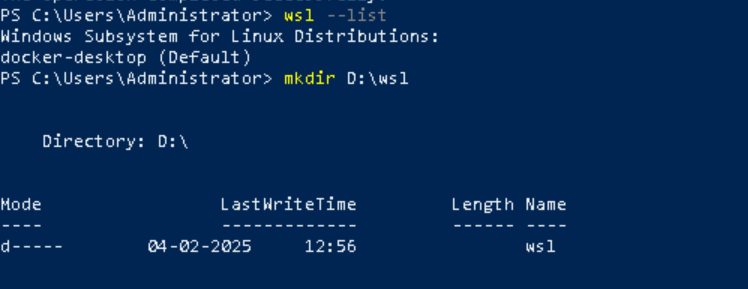 PS C:\Users\Administrator> wsl --list
Windows Subsystem for Linux Distributions:
docker-desktop (Default)
PS C:\Users\Administrator> mkdir D:\wsl
Directory: D:\
Mode LastWriteTime Length Name
---- ------------- ------ ----
d----- 04-02-2025 12:56 wsl